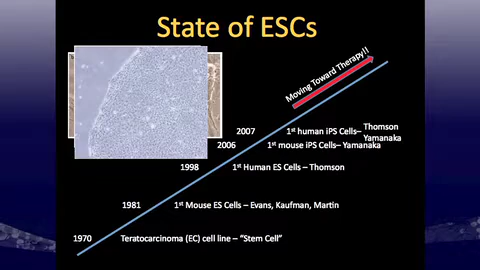 State of ESCs
Moving Toward Therapy!!
2007 1st human iPS Cells– Thomson
Yamanaka
2006 1st mouse iPS Cells– Yamanaka
1998 1st Human ES Cells – Thomson
1981 1st Mouse ES Cells – Evans, Kaufman, Martin
1970 Teratocarcinoma (EC) cell line – "Stem Cell"